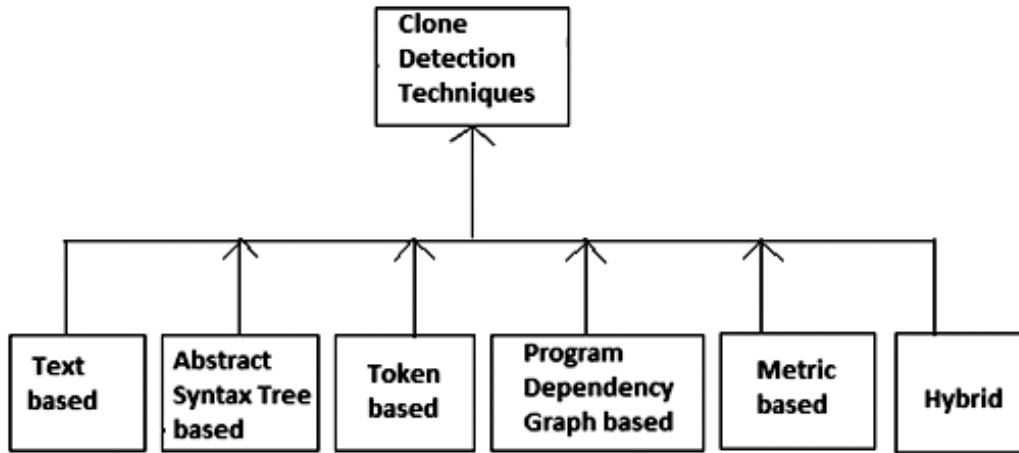 Clone
Detection
Techniques
Text
based
Abstract
Syntax Tree
based
Token
based
Program
Dependency
Graph based
Metric
based
Hybrid